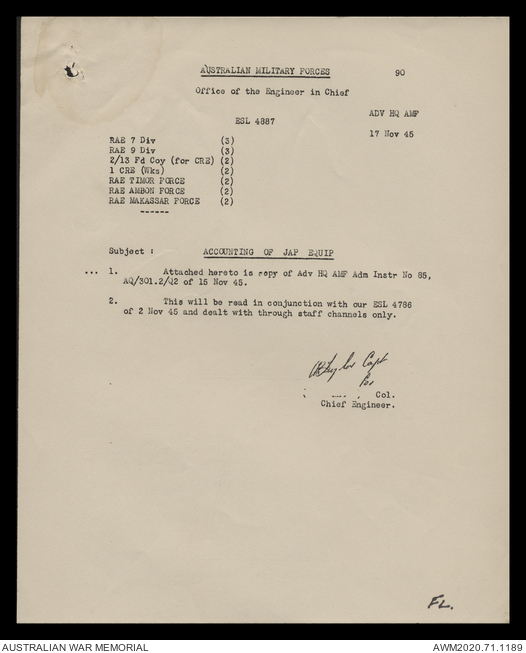 AUSTRALIAN MILITARY FORCES 90
Office of the Engineer in Chief
ADV HQ AMF
ESL 4887
17 Nov 45
RAE 7 Div (3)
RAE 9 Div (3)
2/13 Fd Coy (for CRE) (2)
1 CRE (Wks) (2)
RAE TIMOR FORCE (2)
RAE AMBON FORCE (2)
RAE MAKASSAR FORCE (2)
------
Subject : ACCOUNTING OF JAP EQUIP
... 1. Attached hereto is copy of Adv HQ AMF Adm Instr No 85,
AQ/301.2/Q2 of 15 Nov 45.
2. This will be read in conjunction with our ESL 4786
of 2 Nov 45 and dealt with through staff channels only.
Capt
for
Col.
Chief Engineer.
FL.
AUSTRALIAN WAR MEMORIAL AWM2020.71.1189